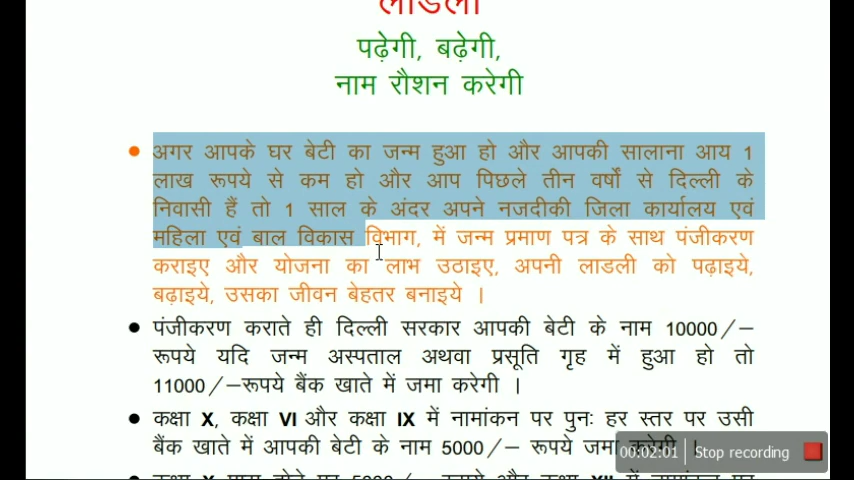 लाडली
पढ़ेगी, बढ़ेगी,
नाम रौशन करेगी
• अगर आपके घर बेटी का जन्म हुआ हो और आपकी सालाना आय 1
लाख रूपये से कम हो और आप पिछले तीन वर्षों से दिल्ली के
निवासी हैं तो 1 साल के अंदर अपने नजदीकी जिला कार्यालय एवं
महिला एवं बाल विकास विभाग, में जन्म प्रमाण पत्र के साथ पंजीकरण
कराइए और योजना का लाभ उठाइए, अपनी लाडली को पढ़ाइये,
बढ़ाइये, उसका जीवन बेहतर बनाइये ।
• पंजीकरण कराते ही दिल्ली सरकार आपकी बेटी के नाम 10000/–
रूपये यदि जन्म अस्पताल अथवा प्रसूति गृह में हुआ हो तो
11000/–रूपये बैंक खाते में जमा करेगी ।
• कक्षा X, कक्षा VI और कक्षा IX में नामांकन पर पुनः हर स्तर पर उसी
बैंक खाते में आपकी बेटी के नाम 5000/– रूपये जमा करेगी ।
00:02:01 Stop recording